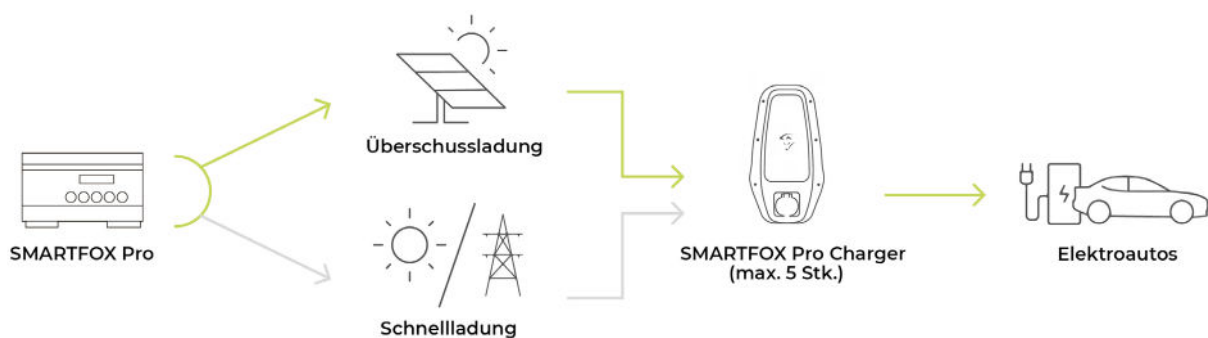 Überschussladung
SMARTFOX Pro
SMARTFOX Pro Charger
(max. 5 Stk.)
Elektroautos
Schnellladung